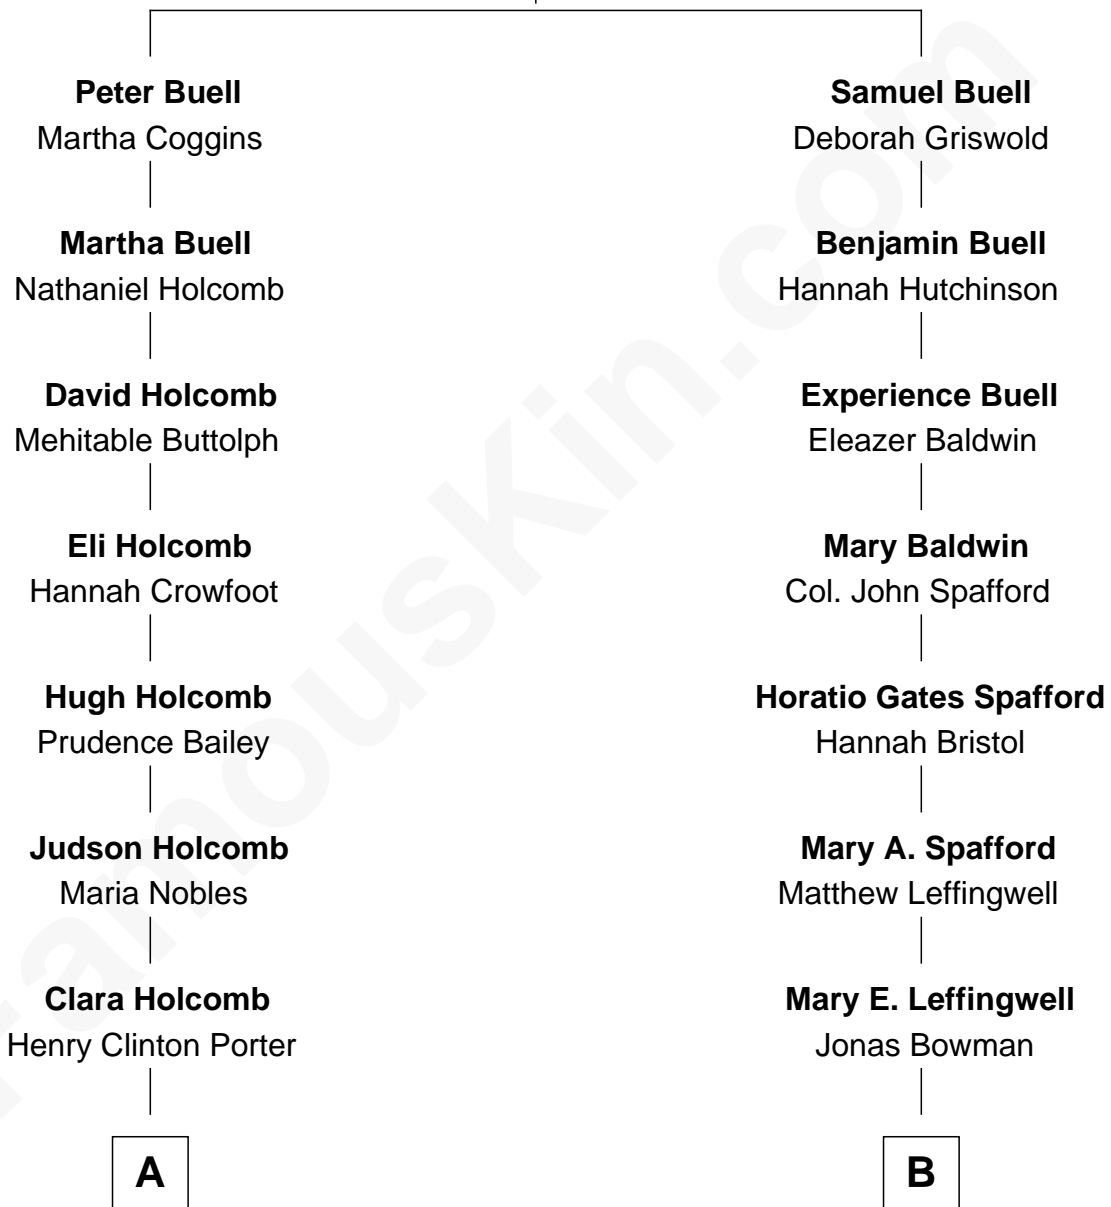 Peter Buell
Martha Coggins
Martha Buell
Nathaniel Holcomb
David Holcomb
Mehitable Buttolph
Eli Holcomb
Hannah Crowfoot
Hugh Holcomb
Prudence Bailey
Judson Holcomb
Maria Nobles
Clara Holcomb
Henry Clinton Porter
A
Samuel Buell
Deborah Griswold
Benjamin Buell
Hannah Hutchinson
Experience Buell
Eleazer Baldwin
Mary Baldwin
Col. John Spafford
Horatio Gates Spafford
Hannah Bristol
Mary A. Spafford
Matthew Leffingwell
Mary E. Leffingwell
Jonas Bowman
B
FamousKin.com